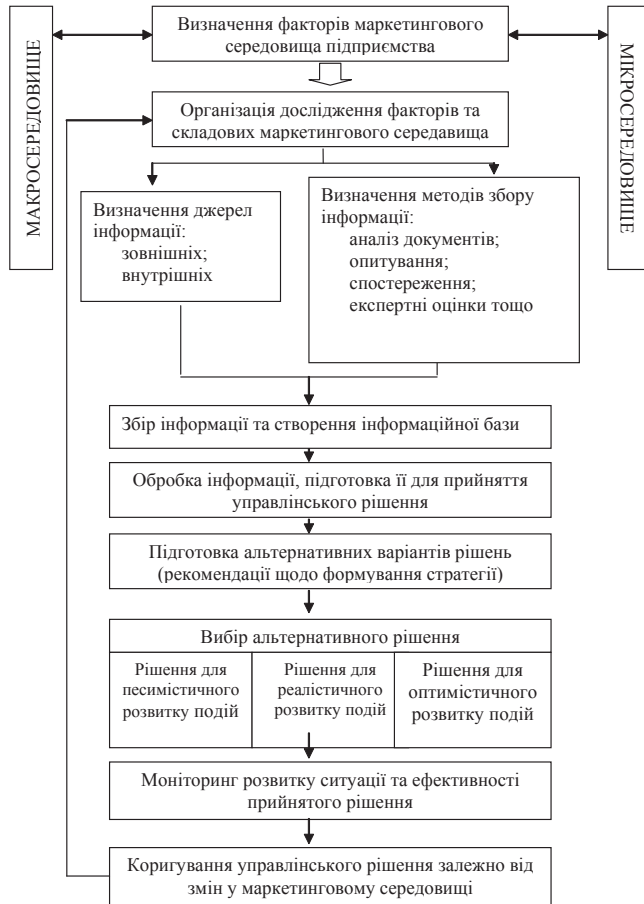 Визначення факторів маркетингового
середовища підприємства
МАКРОСЕРЕДОВИЩЕ
МІКРОСЕРЕДОВИЩЕ
Організація дослідження факторів та
складових маркетингового середавища
Визначення джерел
інформації:
зовнішніх;
внутрішніх
Визначення методів збору
інформації:
аналіз документів;
опитування;
спостереження;
експертні оцінки тощо
Збір інформації та створення інформаційної бази
Обробка інформації, підготовка її для прийняття
управлінського рішення
Підготовка альтернативних варіантів рішень
(рекомендації щодо формування стратегії)
Вибір альтернативного рішення
Рішення для
песимістичного
розвитку подій
Рішення для
реалістичного
розвитку подій
Рішення для
оптимістичного
розвитку подій
Моніторинг розвитку ситуації та ефективності
прийнятого рішення
Коригування управлінського рішення залежно від
змін у маркетинговому середовищі